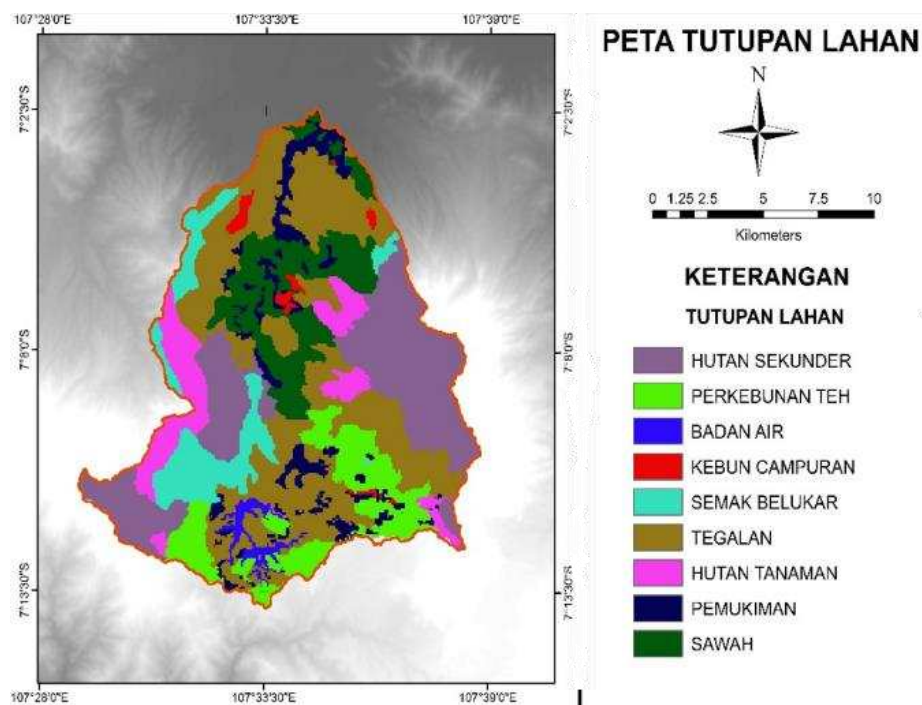 107°28'0"E 107°33'30"E 107°39'0"E
7°2'30"S 7°2'30"S
7°8'0"S 7°8'0"S
7°13'30"S 7°13'30"S
107°28'0"E 107°33'30"E 107°39'0"E
PETA TUTUPAN LAHAN
N
0 1.25 2.5 5 7.5 10
Kilometers
KETERANGAN
TUTUPAN LAHAN
HUTAN SEKUNDER
PERKEBUNAN TEH
BADAN AIR
KEBUN CAMPURAN
SEMAK BELUKAR
TEGALAN
HUTAN TANAMAN
PEMUKIMAN
SAWAH